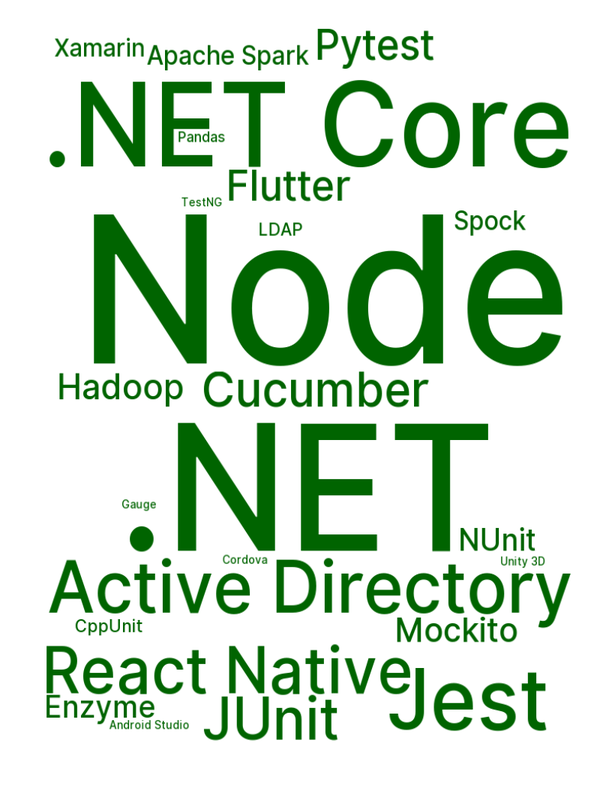 Xamarin
Apache Spark
Pytest
.NET Core
Pandas
Flutter
TestNG
LDAP
Spock
Node
Hadoop
Cucumber
.NET
Gauge
NUnit
Cordova
Unity 3D
Active Directory
CppUnit
Mockito
React Native
Jest
Enzyme
JUnit
Android Studio